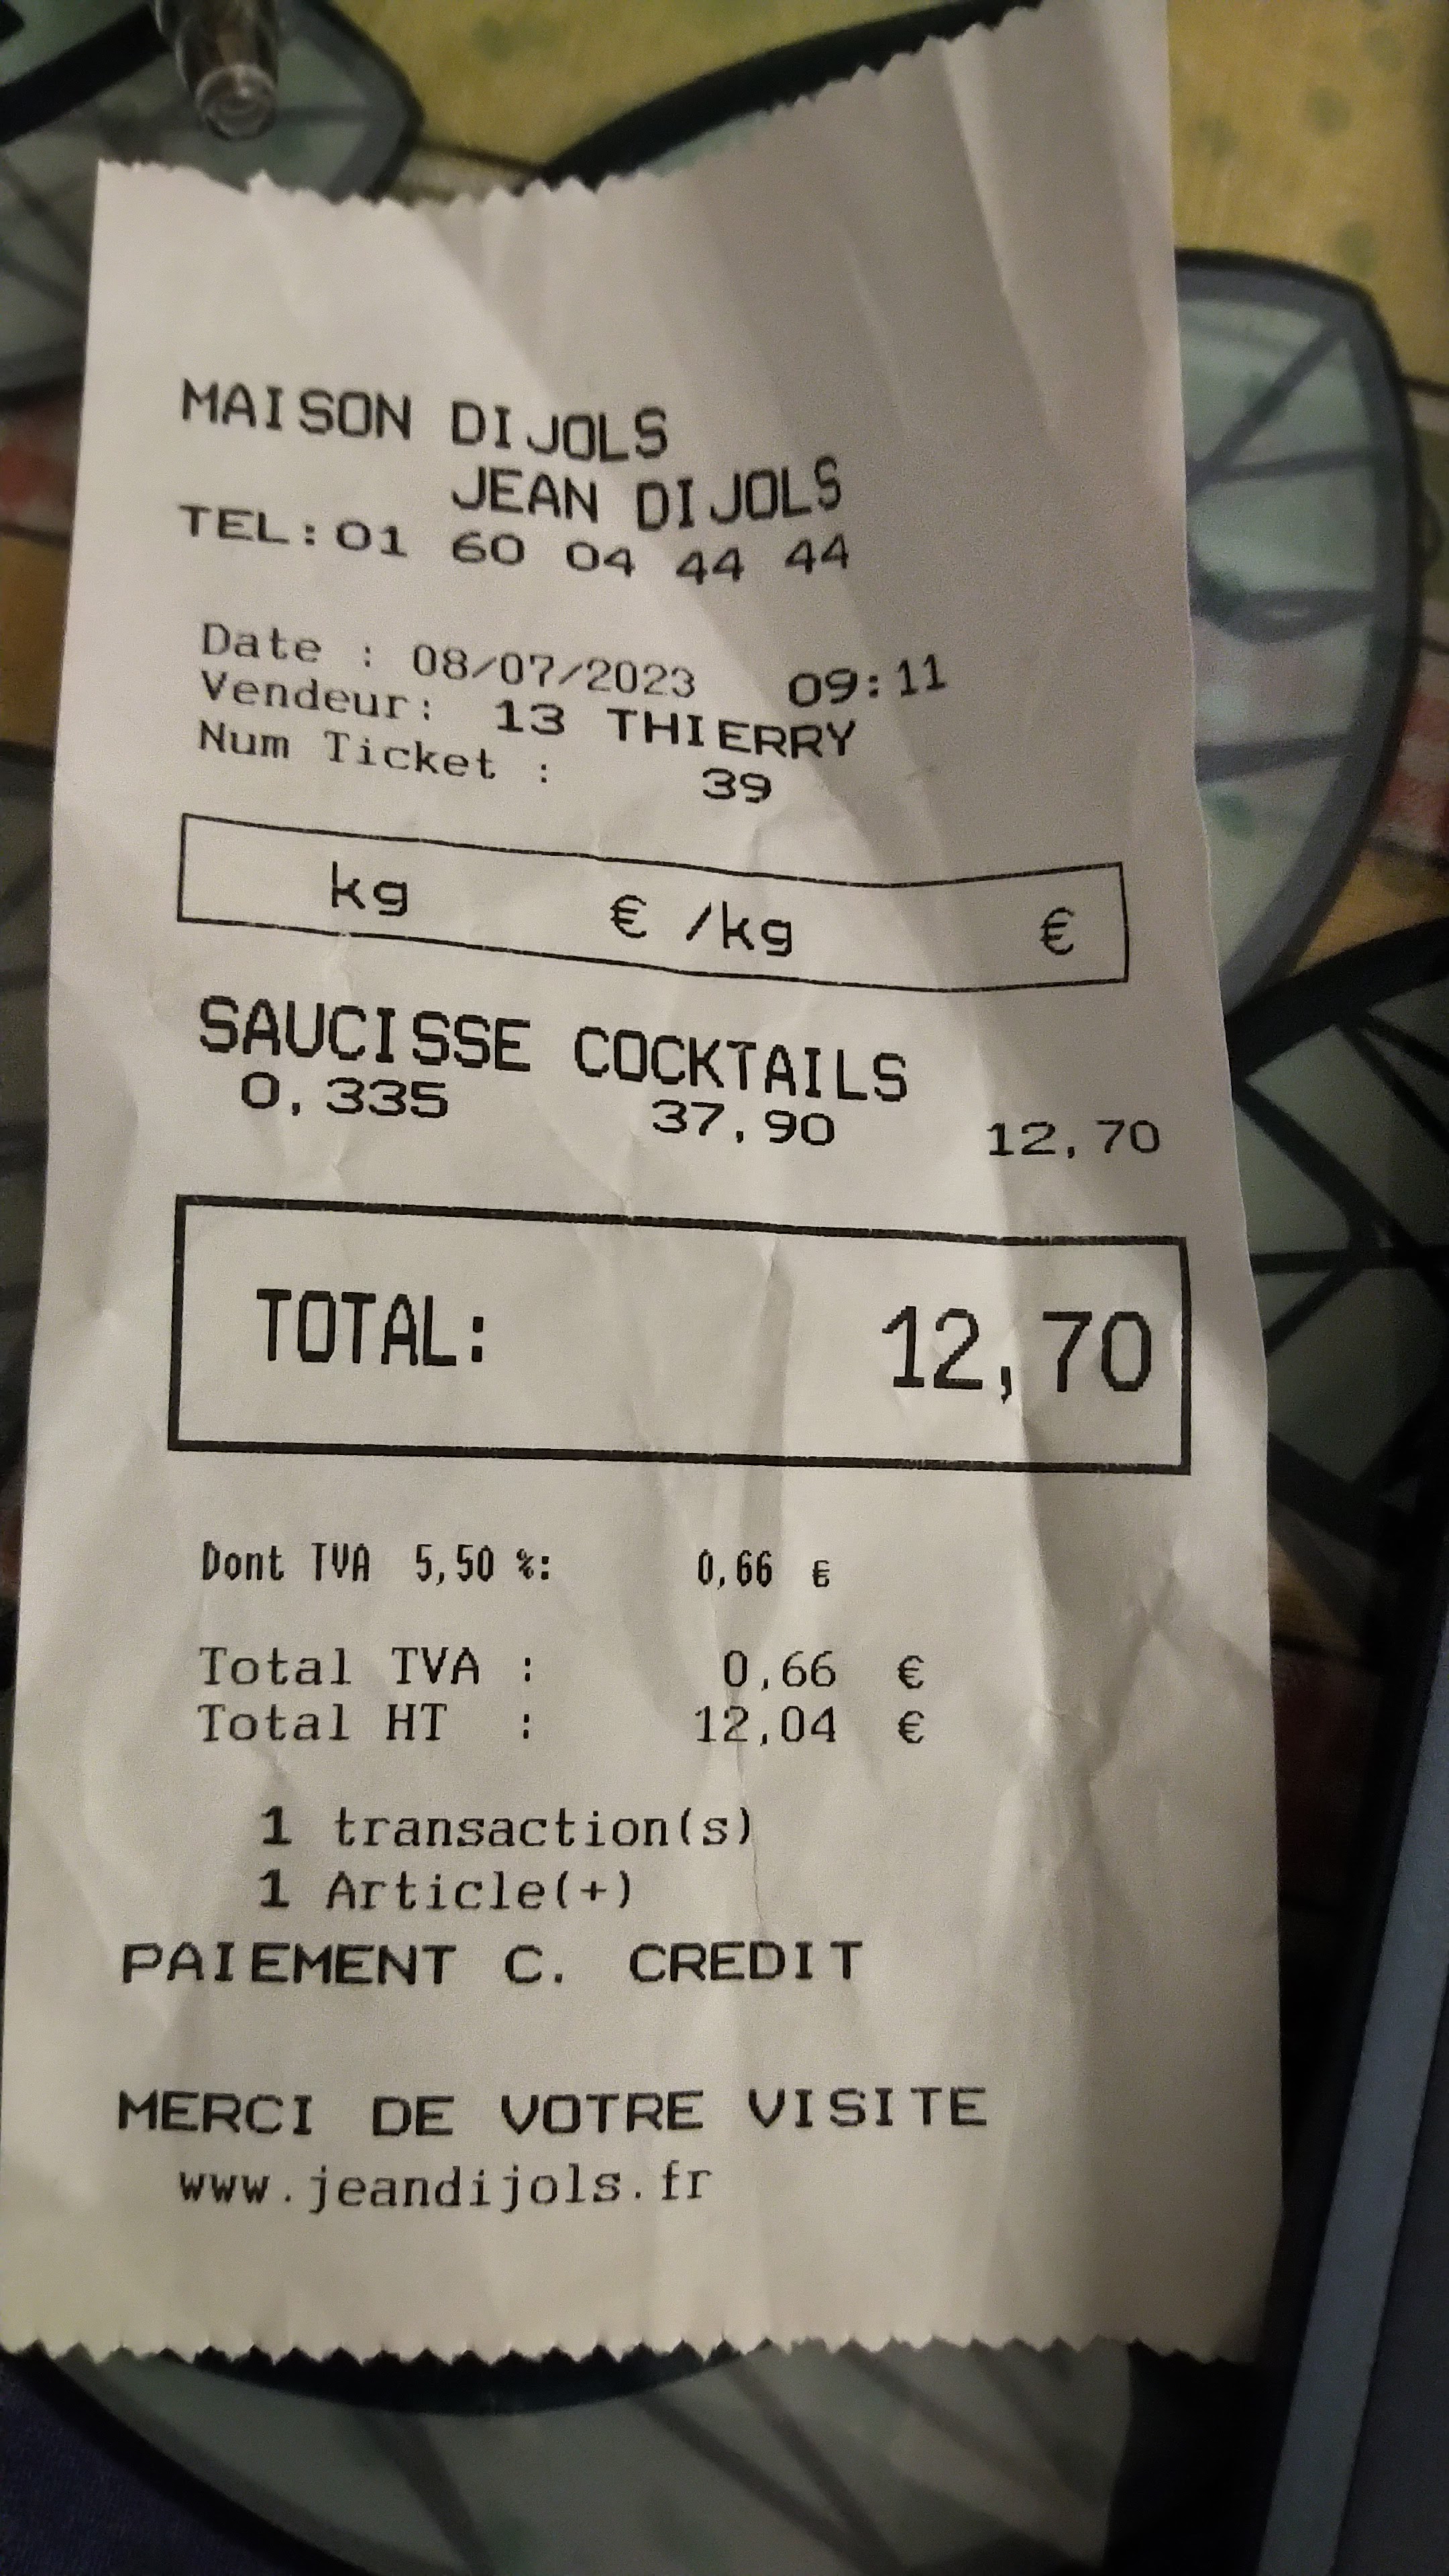 MAISON DIJOLS
JEAN DIJOLS
TEL:01 60 04 44 44
Date : 08/07/2023 09:11
Vendeur: 13 THIERRY
Num Ticket : 39
kg € /kg €
SAUCISSE COCKTAILS
0,335 37,90 12,70
TOTAL: 12,70
Dont TVA 5,50 %: 0,66 €
Total TVA : 0,66 €
Total HT : 12,04 €
1 transaction(s)
1 Article(+)
PAIEMENT C. CREDIT
MERCI DE VOTRE VISITE
www.jeandijols.fr